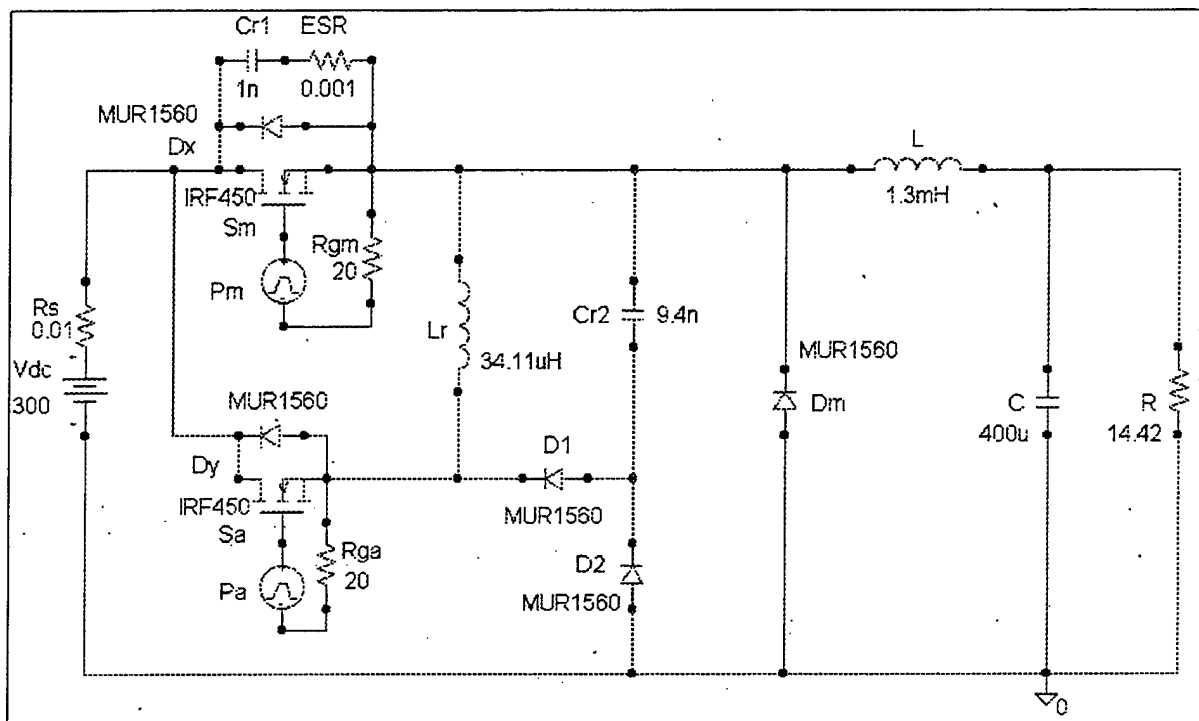 Cr1
ESR
1n
0.001
MUR1560
Dx
IRF450
Sm
Rgm
20
Pm
Rs
0.01
Vdc
300
Lr
34.11uH
Cr2
9.4n
L
1.3mH
MUR1560
Dm
C
400u
R
14.42
MUR1560
Dy
IRF450
Sa
Rga
20
Pa
D1
MUR1560
D2
MUR1560
0